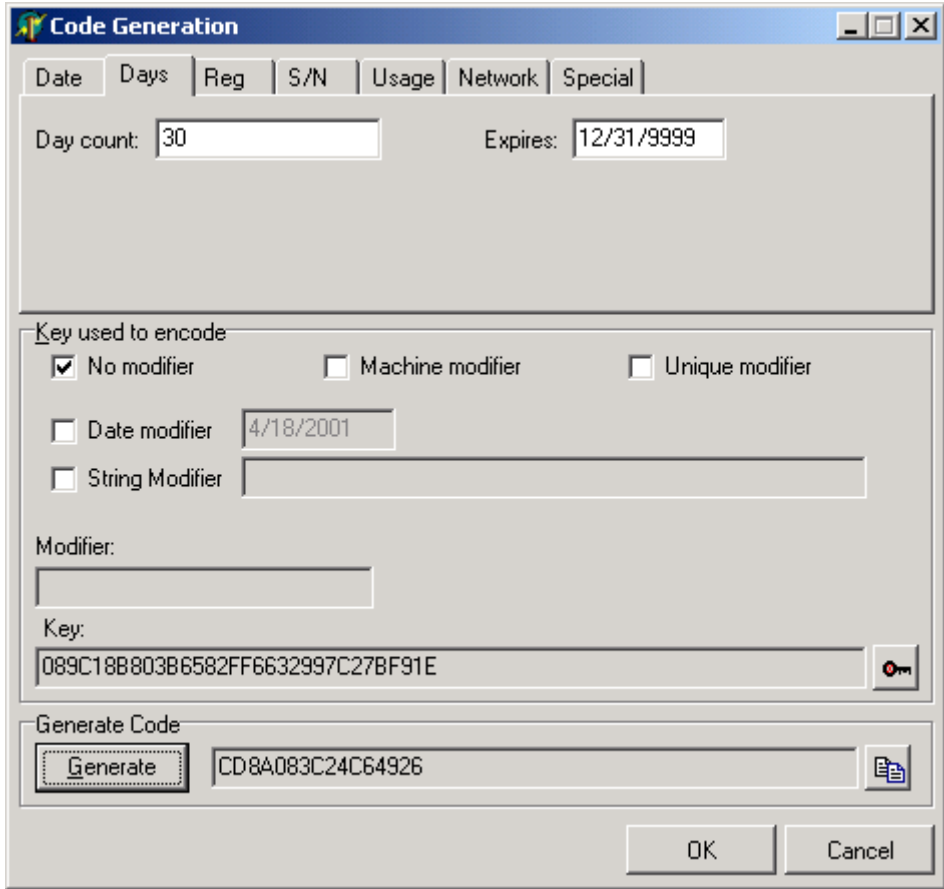 Code Generation
Date Days Reg S/N Usage Network Special
Day count: 30 Expires: 12/31/9999
Key used to encode
No modifier Machine modifier Unique modifier
Date modifier 4/18/2001
String Modifier
Modifier:
Key:
089C18B803B6582FF6632997C27BF91E
Generate Code
Generate CD8A083C24C64926
OK Cancel